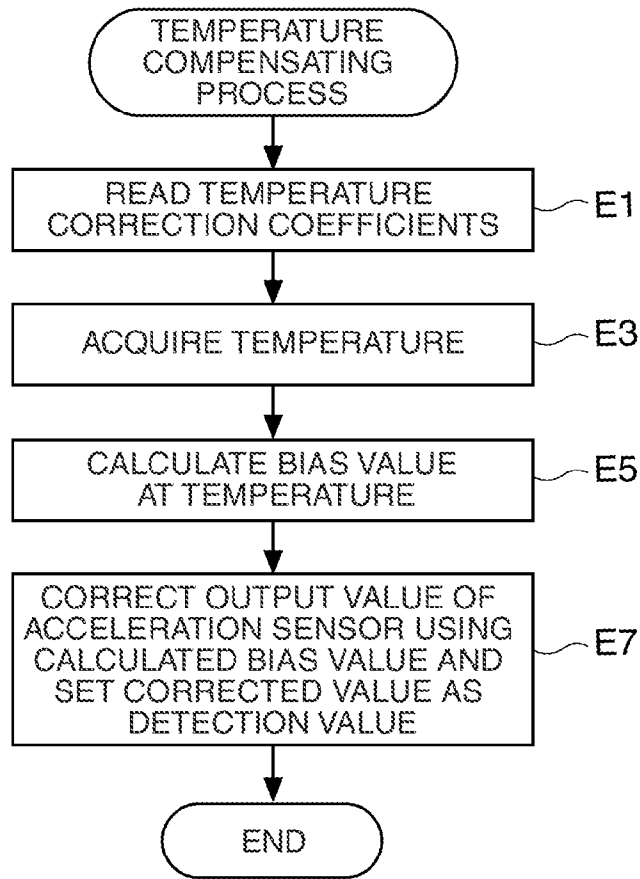 TEMPERATURE
COMPENSATING
PROCESS
READ TEMPERATURE
CORRECTION COEFFICIENTS
E1
ACQUIRE TEMPERATURE
E3
CALCULATE BIAS VALUE
AT TEMPERATURE
E5
CORRECT OUTPUT VALUE OF
ACCELERATION SENSOR USING
CALCULATED BIAS VALUE AND
SET CORRECTED VALUE AS
DETECTION VALUE
E7
END